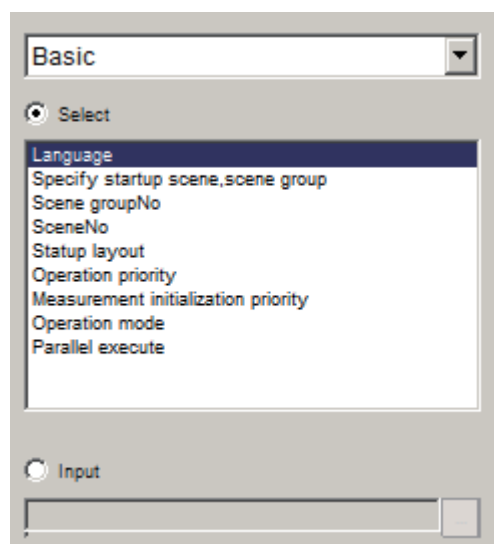 Basic
Select
Language
Specify startup scene,scene group
Scene groupNo
SceneNo
Statup layout
Operation priority
Measurement initialization priority
Operation mode
Parallel execute
Input
...